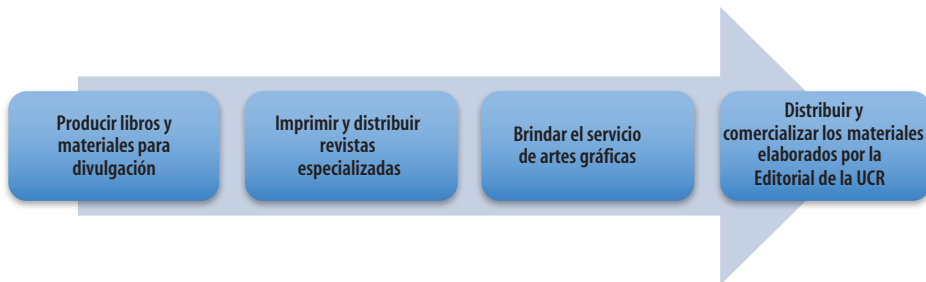 Producir libros y
materiales para
divulgación
Imprimir y distribuir
revistas
especializadas
Brindar el servicio
de artes gráficas
Distribuir y
comercializar los materiales
elaborados por la
Editorial de la UCR